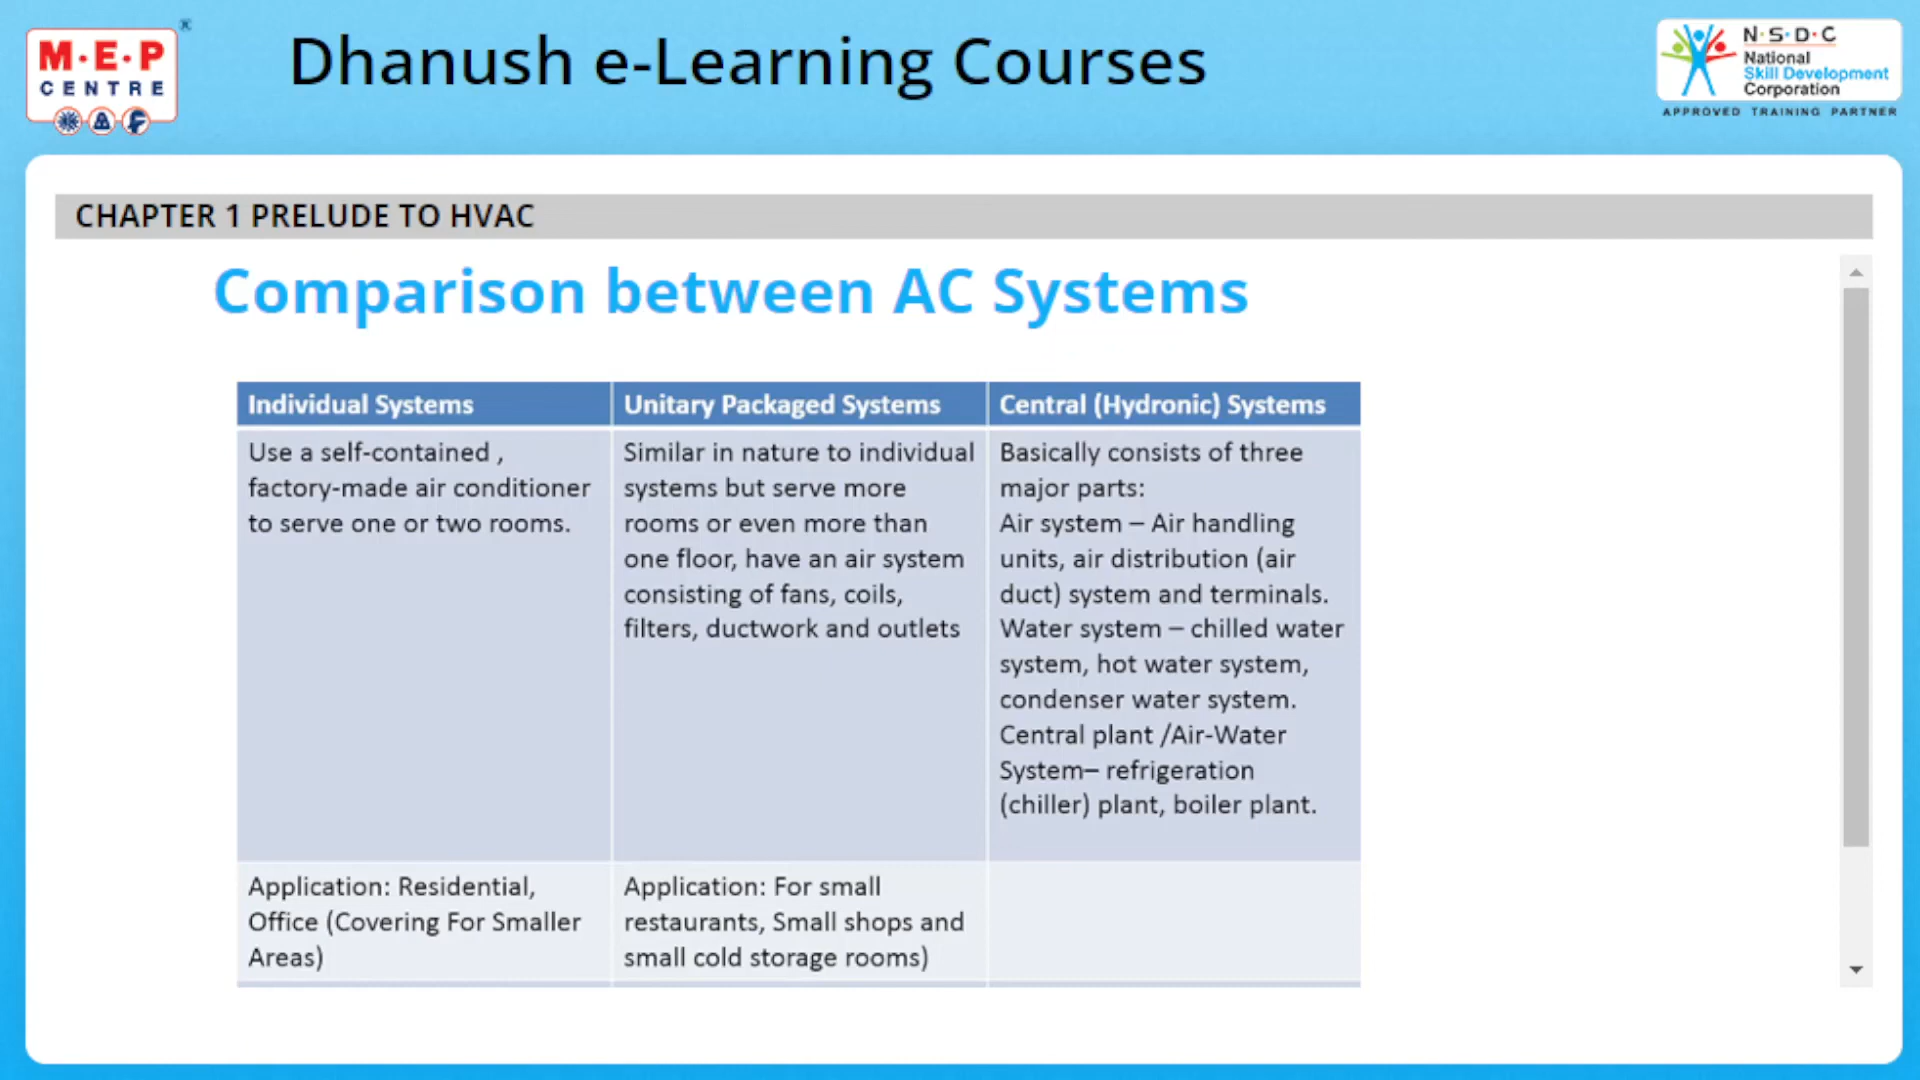 M·E·P
CENTRE
®
Dhanush e-Learning Courses
N·S·D·C
National
Skill Development
Corporation
APPROVED TRAINING PARTNER
CHAPTER 1 PRELUDE TO HVAC
Comparison between AC Systems
Individual Systems
Use a self-contained ,
factory-made air conditioner
to serve one or two rooms.
Unitary Packaged Systems
Similar in nature to individual
systems but serve more
rooms or even more than
one floor, have an air system
consisting of fans, coils,
filters, ductwork and outlets
Central (Hydronic) Systems
Basically consists of three
major parts:
Air system – Air handling
units, air distribution (air
duct) system and terminals.
Water system – chilled water
system, hot water system,
condenser water system.
Central plant /Air-Water
System– refrigeration
(chiller) plant, boiler plant.
Application: Residential,
Office (Covering For Smaller
Areas)
Application: For small
restaurants, Small shops and
small cold storage rooms)